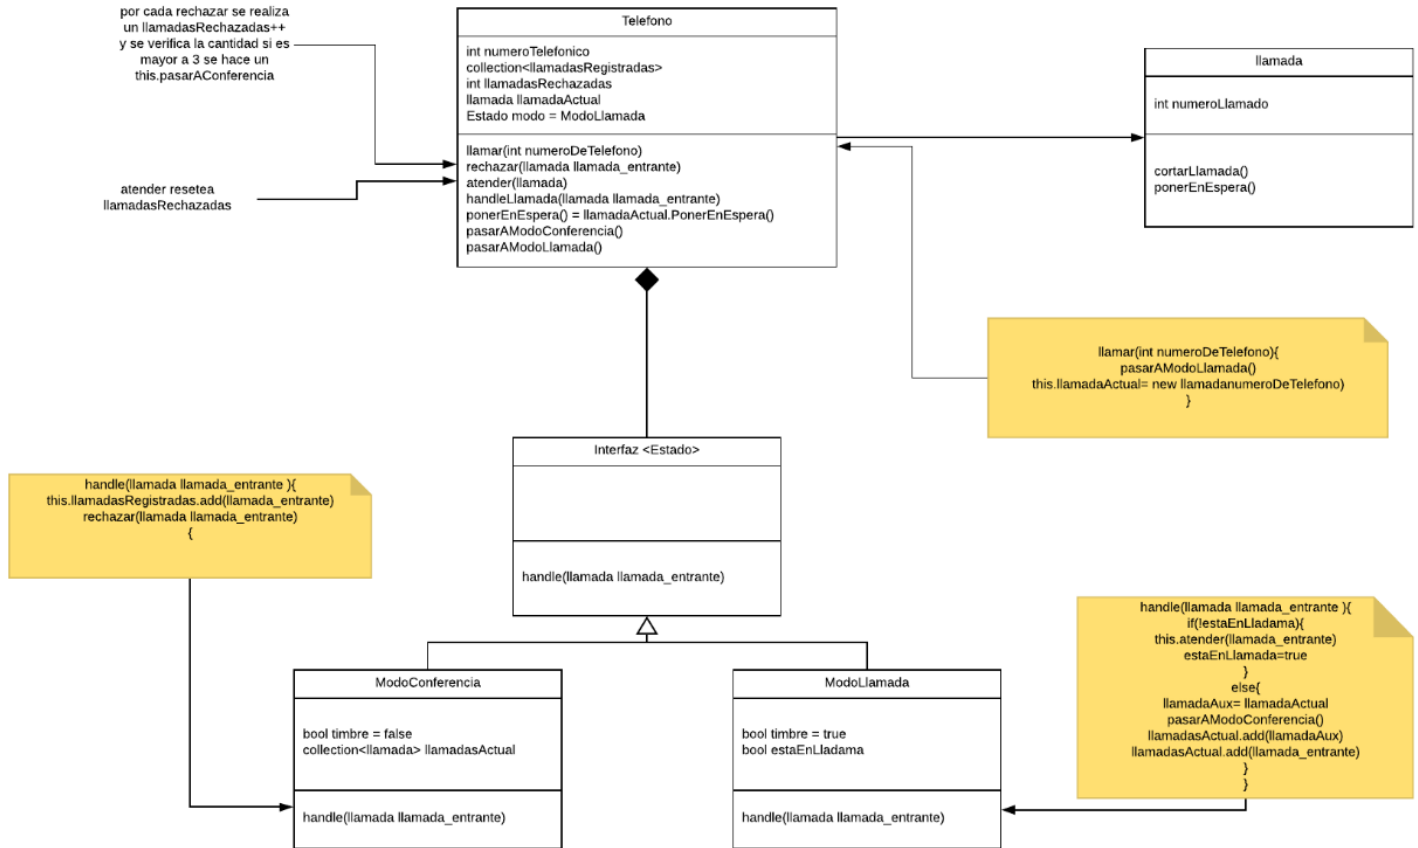 por cada rechazar se realiza
un llamadasRechazadas++
y se verifica la cantidad si es
mayor a 3 se hace un
this.pasarAConferencia
atender resetea
llamadasRechazadas
Telefono
int numeroTelefonico
collection<llamadasRegistradas>
int llamadasRechazadas
llamada llamadaActual
Estado modo = ModoLlamada
llamar(int numeroDeTelefono)
rechazar(llamada llamada_entrante)
atender(llamada)
handleLlamada(llamada llamada_entrante)
ponerEnEspera() = llamadaActual.PonerEnEspera()
pasarAModoConferencia()
pasarAModoLlamada()
llamada
int numeroLlamado
cortarLlamada()
ponerEnEspera()
llamar(int numeroDeTelefono){
pasarAModoLlamada()
this.llamadaActual= new llamadanumeroDeTelefono)
}
Interfaz <Estado>
handle(llamada llamada_entrante)
handle(llamada llamada_entrante ){
this.llamadasRegistradas.add(llamada_entrante)
rechazar(llamada llamada_entrante)
{
ModoConferencia
bool timbre = false
collection<llamada> llamadasActual
handle(llamada llamada_entrante)
ModoLlamada
bool timbre = true
bool estaEnLladama
handle(llamada llamada_entrante)
handle(llamada llamada_entrante ){
if(!estaEnLladama){
this.atender(llamada_entrante)
estaEnLlamada=true
}
else{
llamadaAux= llamadaActual
pasarAModoConferencia()
llamadasActual.add(llamadaAux)
llamadasActual.add(llamada_entrante)
}
}